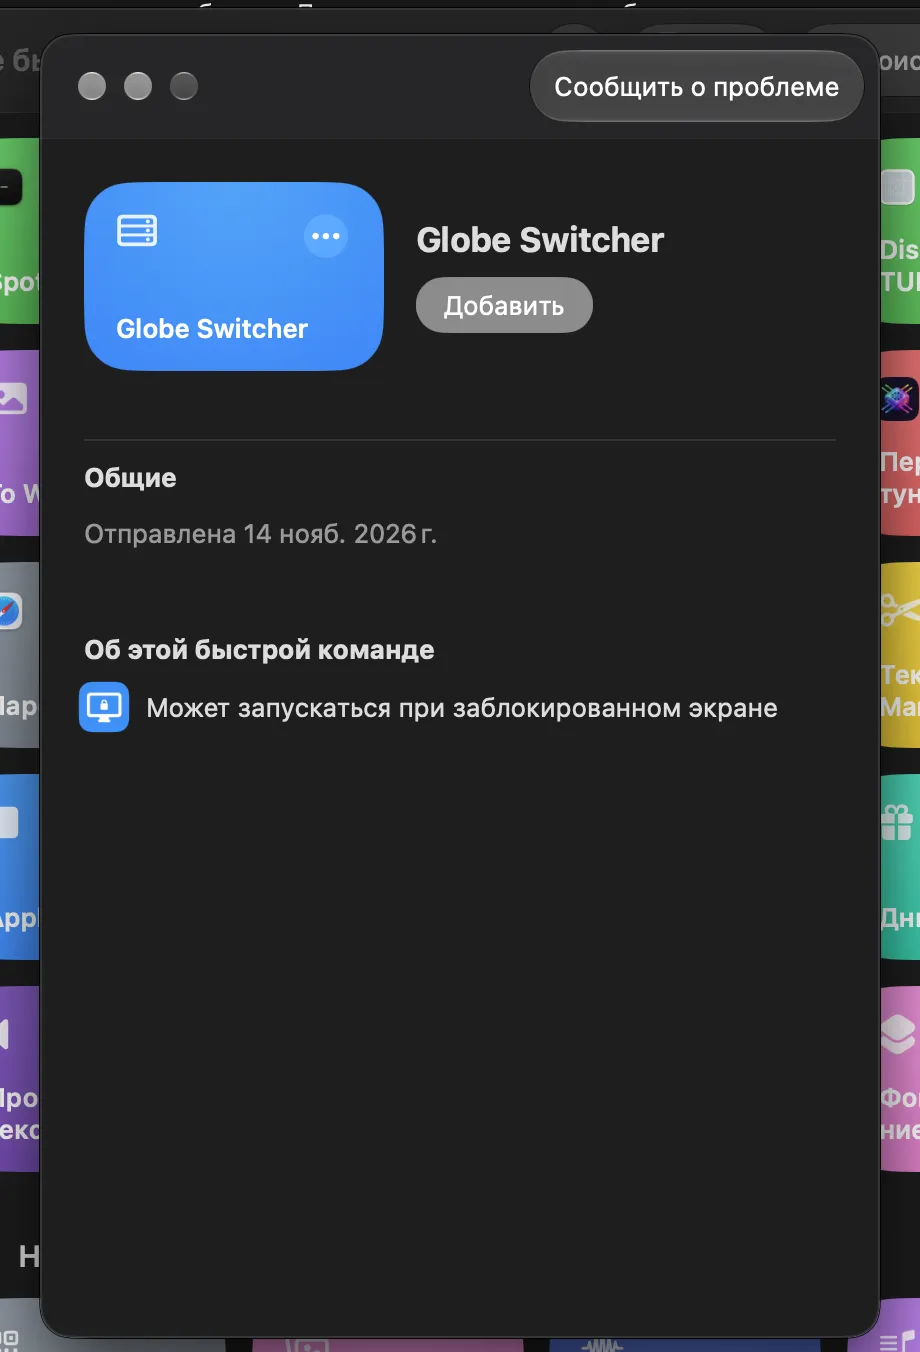 Сообщить о проблеме
Globe Switcher
Globe Switcher
Добавить
Общие
Отправлена 14 нояб. 2026 г.
Об этой быстрой команде
Может запускаться при заблокированном экране